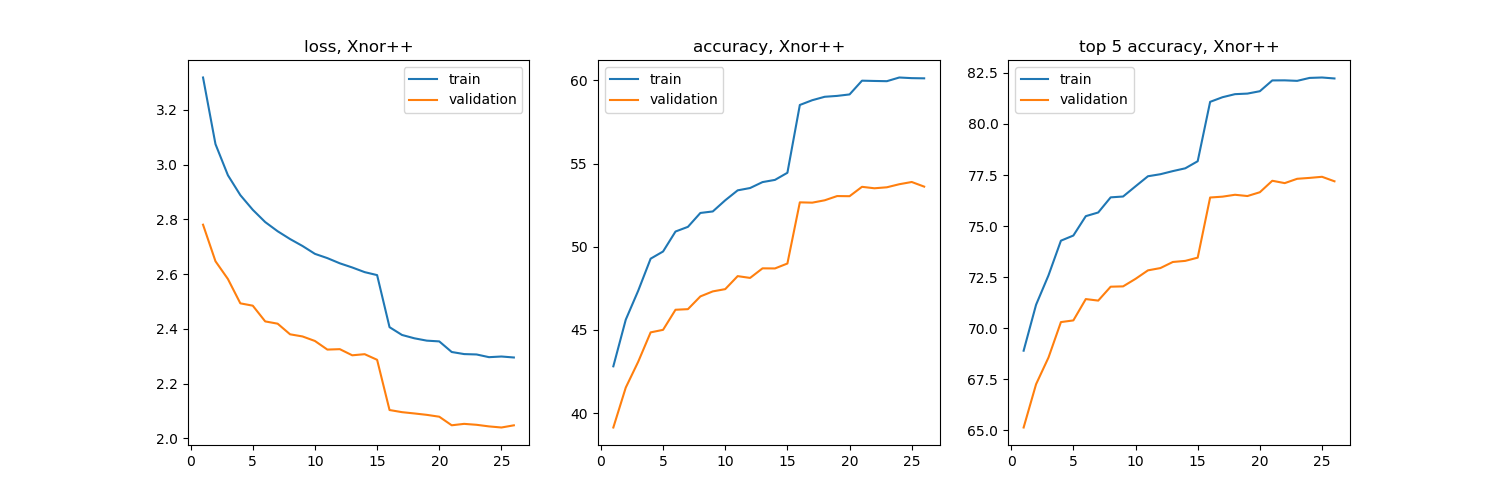 loss, Xnor++
train
validation
3.2
3.0
2.8
2.6
2.4
2.2
2.0
0 5 10 15 20 25
accuracy, Xnor++
train
validation
60
55
50
45
40
0 5 10 15 20 25
top 5 accuracy, Xnor++
train
validation
82.5
80.0
77.5
75.0
72.5
70.0
67.5
65.0
0 5 10 15 20 25